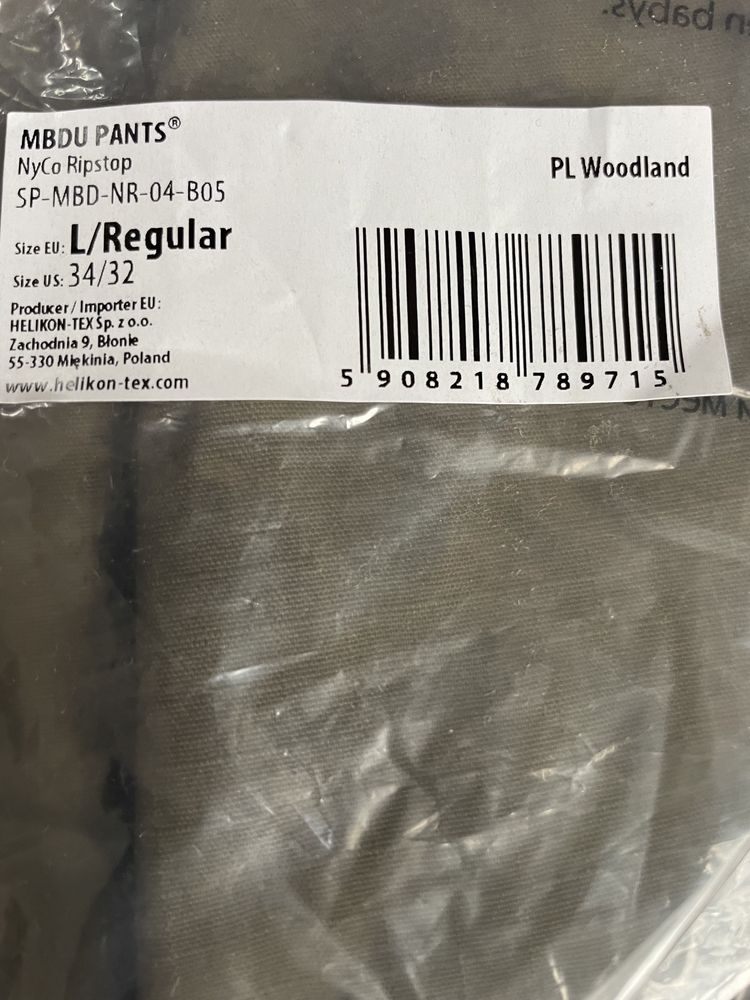 MBDU PANTS®
NyCo Ripstop
PL Woodland
SP-MBD-NR-04-B05
Size EU: L/Regular
Size US: 34/32
Producer / Importer EU:
HELIKON-TEX Sp. z o.o.
Zachodnia 9, Błonie
55-330 Miękinia, Poland
www.helikon-tex.com
5 908218 789715
babys.